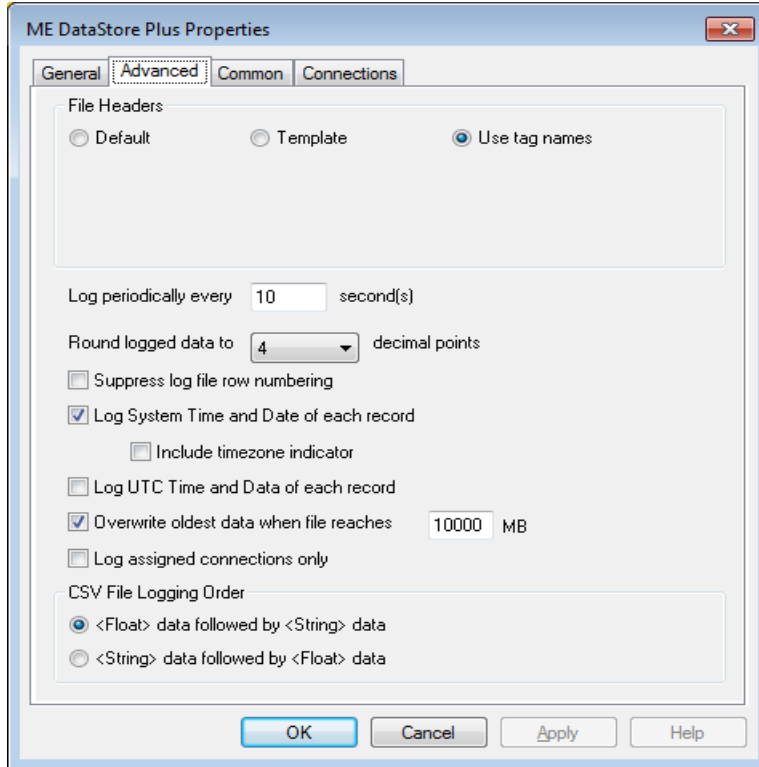 ME DataStore Plus Properties
General Advanced Common Connections
File Headers
Default Template Use tag names
Log periodically every 10 second(s)
Round logged data to 4 decimal points
Suppress log file row numbering
Log System Time and Date of each record
Include timezone indicator
Log UTC Time and Data of each record
Overwrite oldest data when file reaches 10000 MB
Log assigned connections only
CSV File Logging Order
<Float> data followed by <String> data
<String> data followed by <Float> data
OK Cancel Apply Help